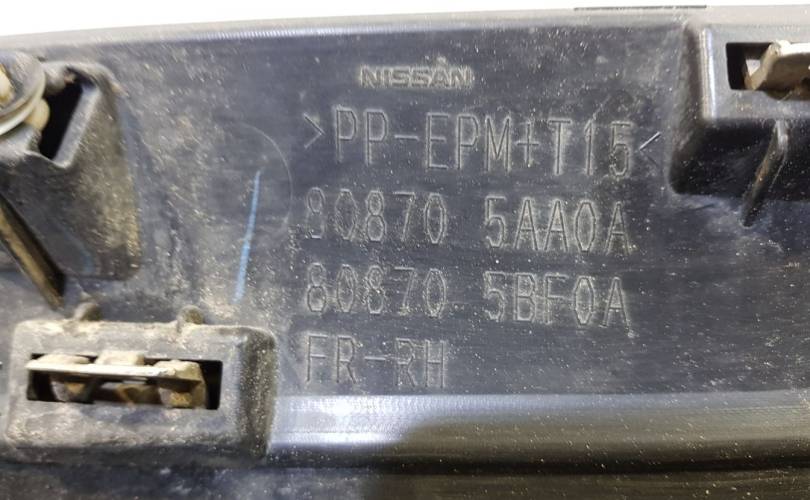 NISSAN
>PP-EPM+T15<
80870 5AA0A
80870 5BF0A
FR-RH